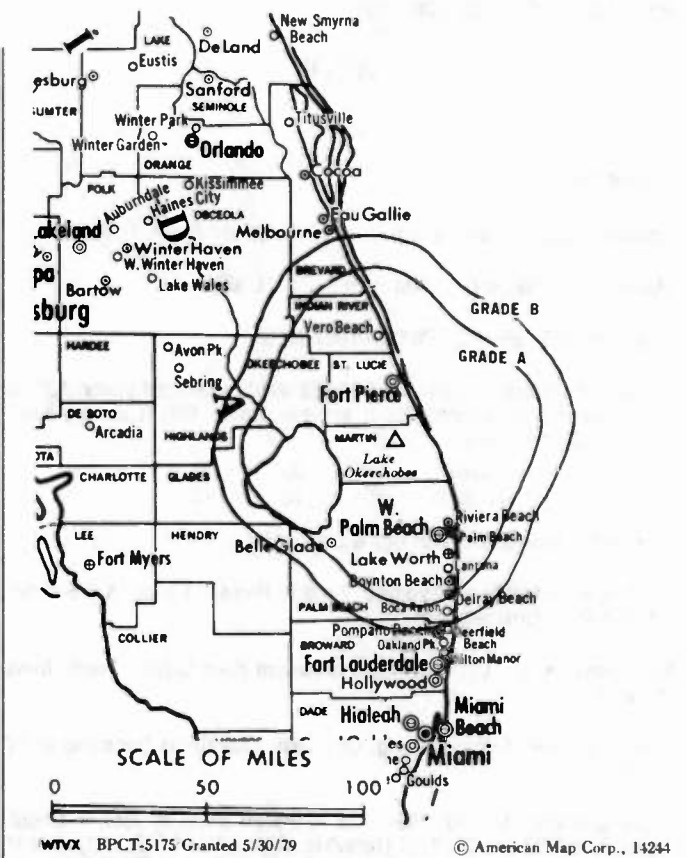 New Smyrna
Beach
LAKE
DeLand
Eustis
esburg
Sanford
SEMINOLE
SUMTER
Winter Park
Titusville
Winter Garden
Orlando
ORANGE
Cocoa
POLK
Kissimmee
City
Auburndale
Haines
OSCEOLA
Eau Gallie
akeland
Melbourne
Winter Haven
W. Winter Haven
pa
Bartow
Lake Wales
BREVARD
sburg
INDIAN RIVER
GRADE B
Vero Beach
HARDEE
Avon Pk.
GRADE A
OKEECHOBEE
ST. LUCIE
Sebring
Fort Pierce
DE SOTO
Arcadia
HIGHLANDS
MARTIN
OTA
Lake
Okeechobee
CHARLOTTE
GLADES
W.
Palm Beach
Riviera Beach
LEE
HENDRY
Palm Beach
Belle Glade
Fort Myers
Lake Worth
Lantana
Boynton Beach
Delray Beach
PALM BEACH
Boca Raton
COLLIER
Pompano Beach
Deerfield
Beach
BROWARD
Oakland Pk.
Wilton Manor
Fort Lauderdale
Hollywood
DADE
Hialeah
Miami
Beach
Miami
Goulds
SCALE OF MILES
0 50 100
WTVX BPCT-5175 Granted 5/30/79
© American Map Corp., 14244